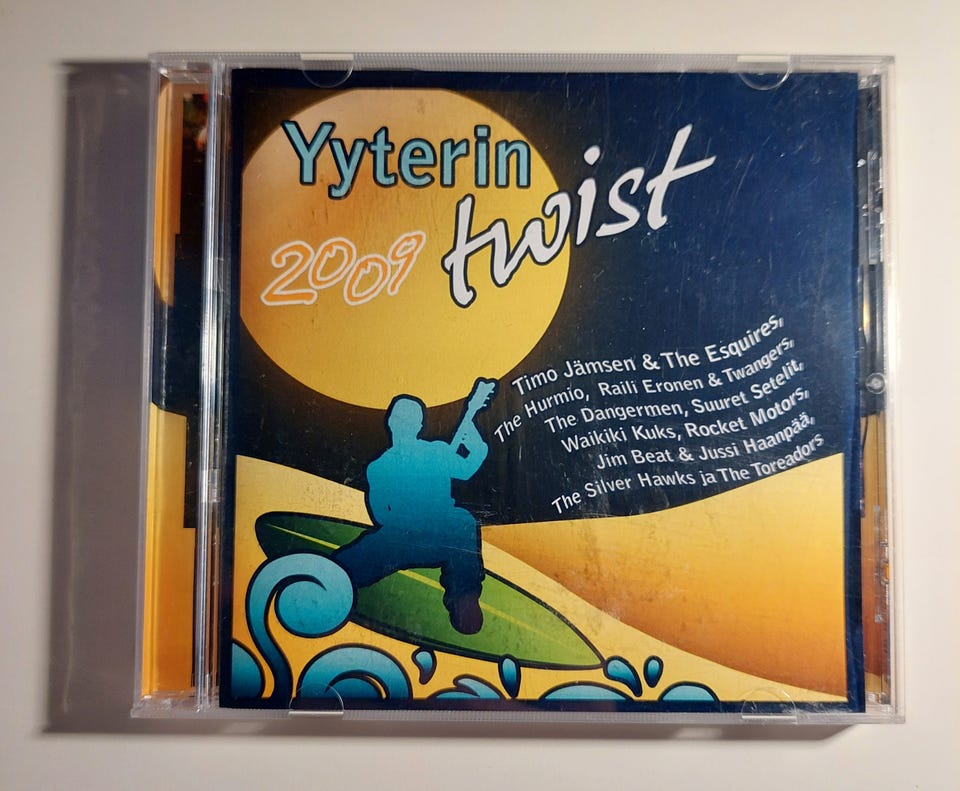 Yyterin
twist
2009
Timo Jämsen & The Esquires,
The Hurmio, Raili Eronen & Twangers,
The Dangermen, Suuret Setelit,
Waikiki Kuks, Rocket Motors,
Jim Beat & Jussi Haanpää,
The Silver Hawks ja The Toreadors